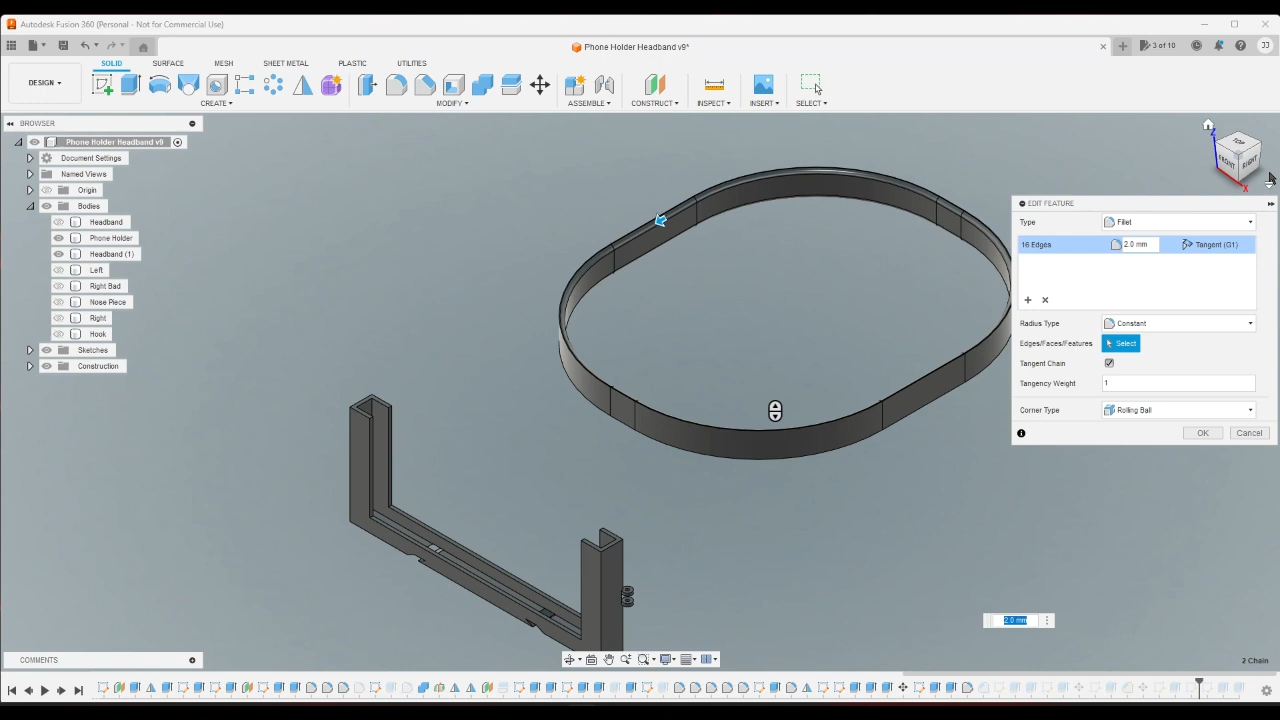 Autodesk Fusion 360 (Personal - Not for Commercial Use)
Phone Holder Headband v9*
3 of 10
JJ
SOLID SURFACE MESH SHEET METAL PLASTIC UTILITIES
DESIGN
CREATE MODIFY ASSEMBLE CONSTRUCT INSPECT INSERT SELECT
BROWSER
Phone Holder Headband v9
Document Settings
Named Views
Origin
Bodies
Headband
Phone Holder
Headband (1)
Left
Right Bad
Nose Piece
Right
Hook
Sketches
Construction
Z
TOP
FRONT
RIGHT
X
EDIT FEATURE
Type Fillet
16 Edges 2.0 mm Tangent (G1)
Radius Type Constant
Edges/Faces/Features Select
Tangent Chain
Tangency Weight 1
Corner Type Rolling Ball
OK Cancel
2.0 mm
COMMENTS
2 Chain